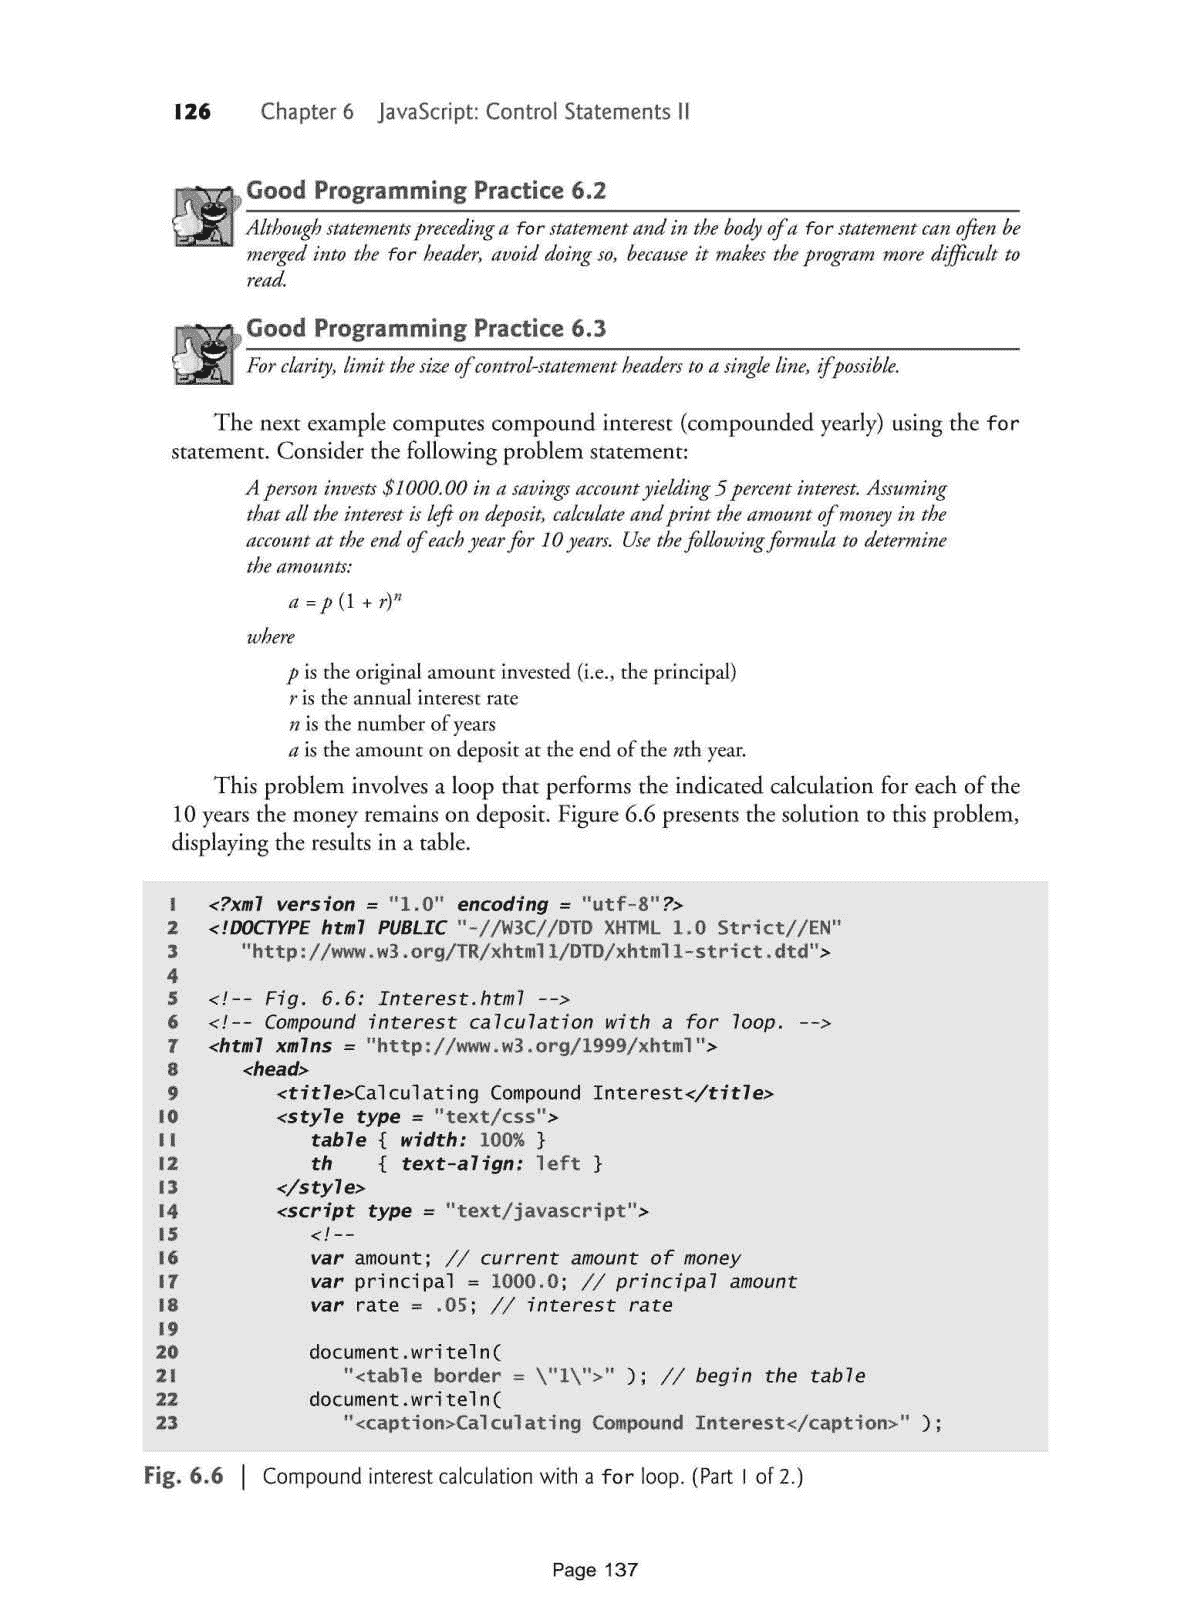 126 Chapter 6 JavaScript: Control Statements II
Good Programming Practice 6.2
Although statements preceding a for statement and in the body of a for statement can often be
merged into the for header, avoid doing so, because it makes the program more difficult to
read.
Good Programming Practice 6.3
For clarity, limit the size of control-statement headers to a single line, if possible.
The next example computes compound interest (compounded yearly) using the for
statement. Consider the following problem statement:
A person invests $1000.00 in a savings account yielding 5 percent interest. Assuming
that all the interest is left on deposit, calculate and print the amount of money in the
account at the end of each year for 10 years. Use the following formula to determine
the amounts:
a = p (1 + r)ⁿ
where
p is the original amount invested (i.e., the principal)
r is the annual interest rate
n is the number of years
a is the amount on deposit at the end of the nth year.
This problem involves a loop that performs the indicated calculation for each of the
10 years the money remains on deposit. Figure 6.6 presents the solution to this problem,
displaying the results in a table.
1 <?xml version = "1.0" encoding = "utf-8"?>
2 <!DOCTYPE html PUBLIC "-//W3C//DTD XHTML 1.0 Strict//EN"
3 "http://www.w3.org/TR/xhtml1/DTD/xhtml1-strict.dtd">
4
5 <!-- Fig. 6.6: Interest.html -->
6 <!-- Compound interest calculation with a for loop. -->
7 <html xmlns = "http://www.w3.org/1999/xhtml">
8 <head>
9 <title>Calculating Compound Interest</title>
10 <style type = "text/css">
11 table { width: 100% }
12 th { text-align: left }
13 </style>
14 <script type = "text/javascript">
15 <!--
16 var amount; // current amount of money
17 var principal = 1000.0; // principal amount
18 var rate = .05; // interest rate
19
20 document.writeln(
21 "<table border = \"1\">" ); // begin the table
22 document.writeln(
23 "<caption>Calculating Compound Interest</caption>" );
Fig. 6.6 | Compound interest calculation with a for loop. (Part 1 of 2.)
Page 137